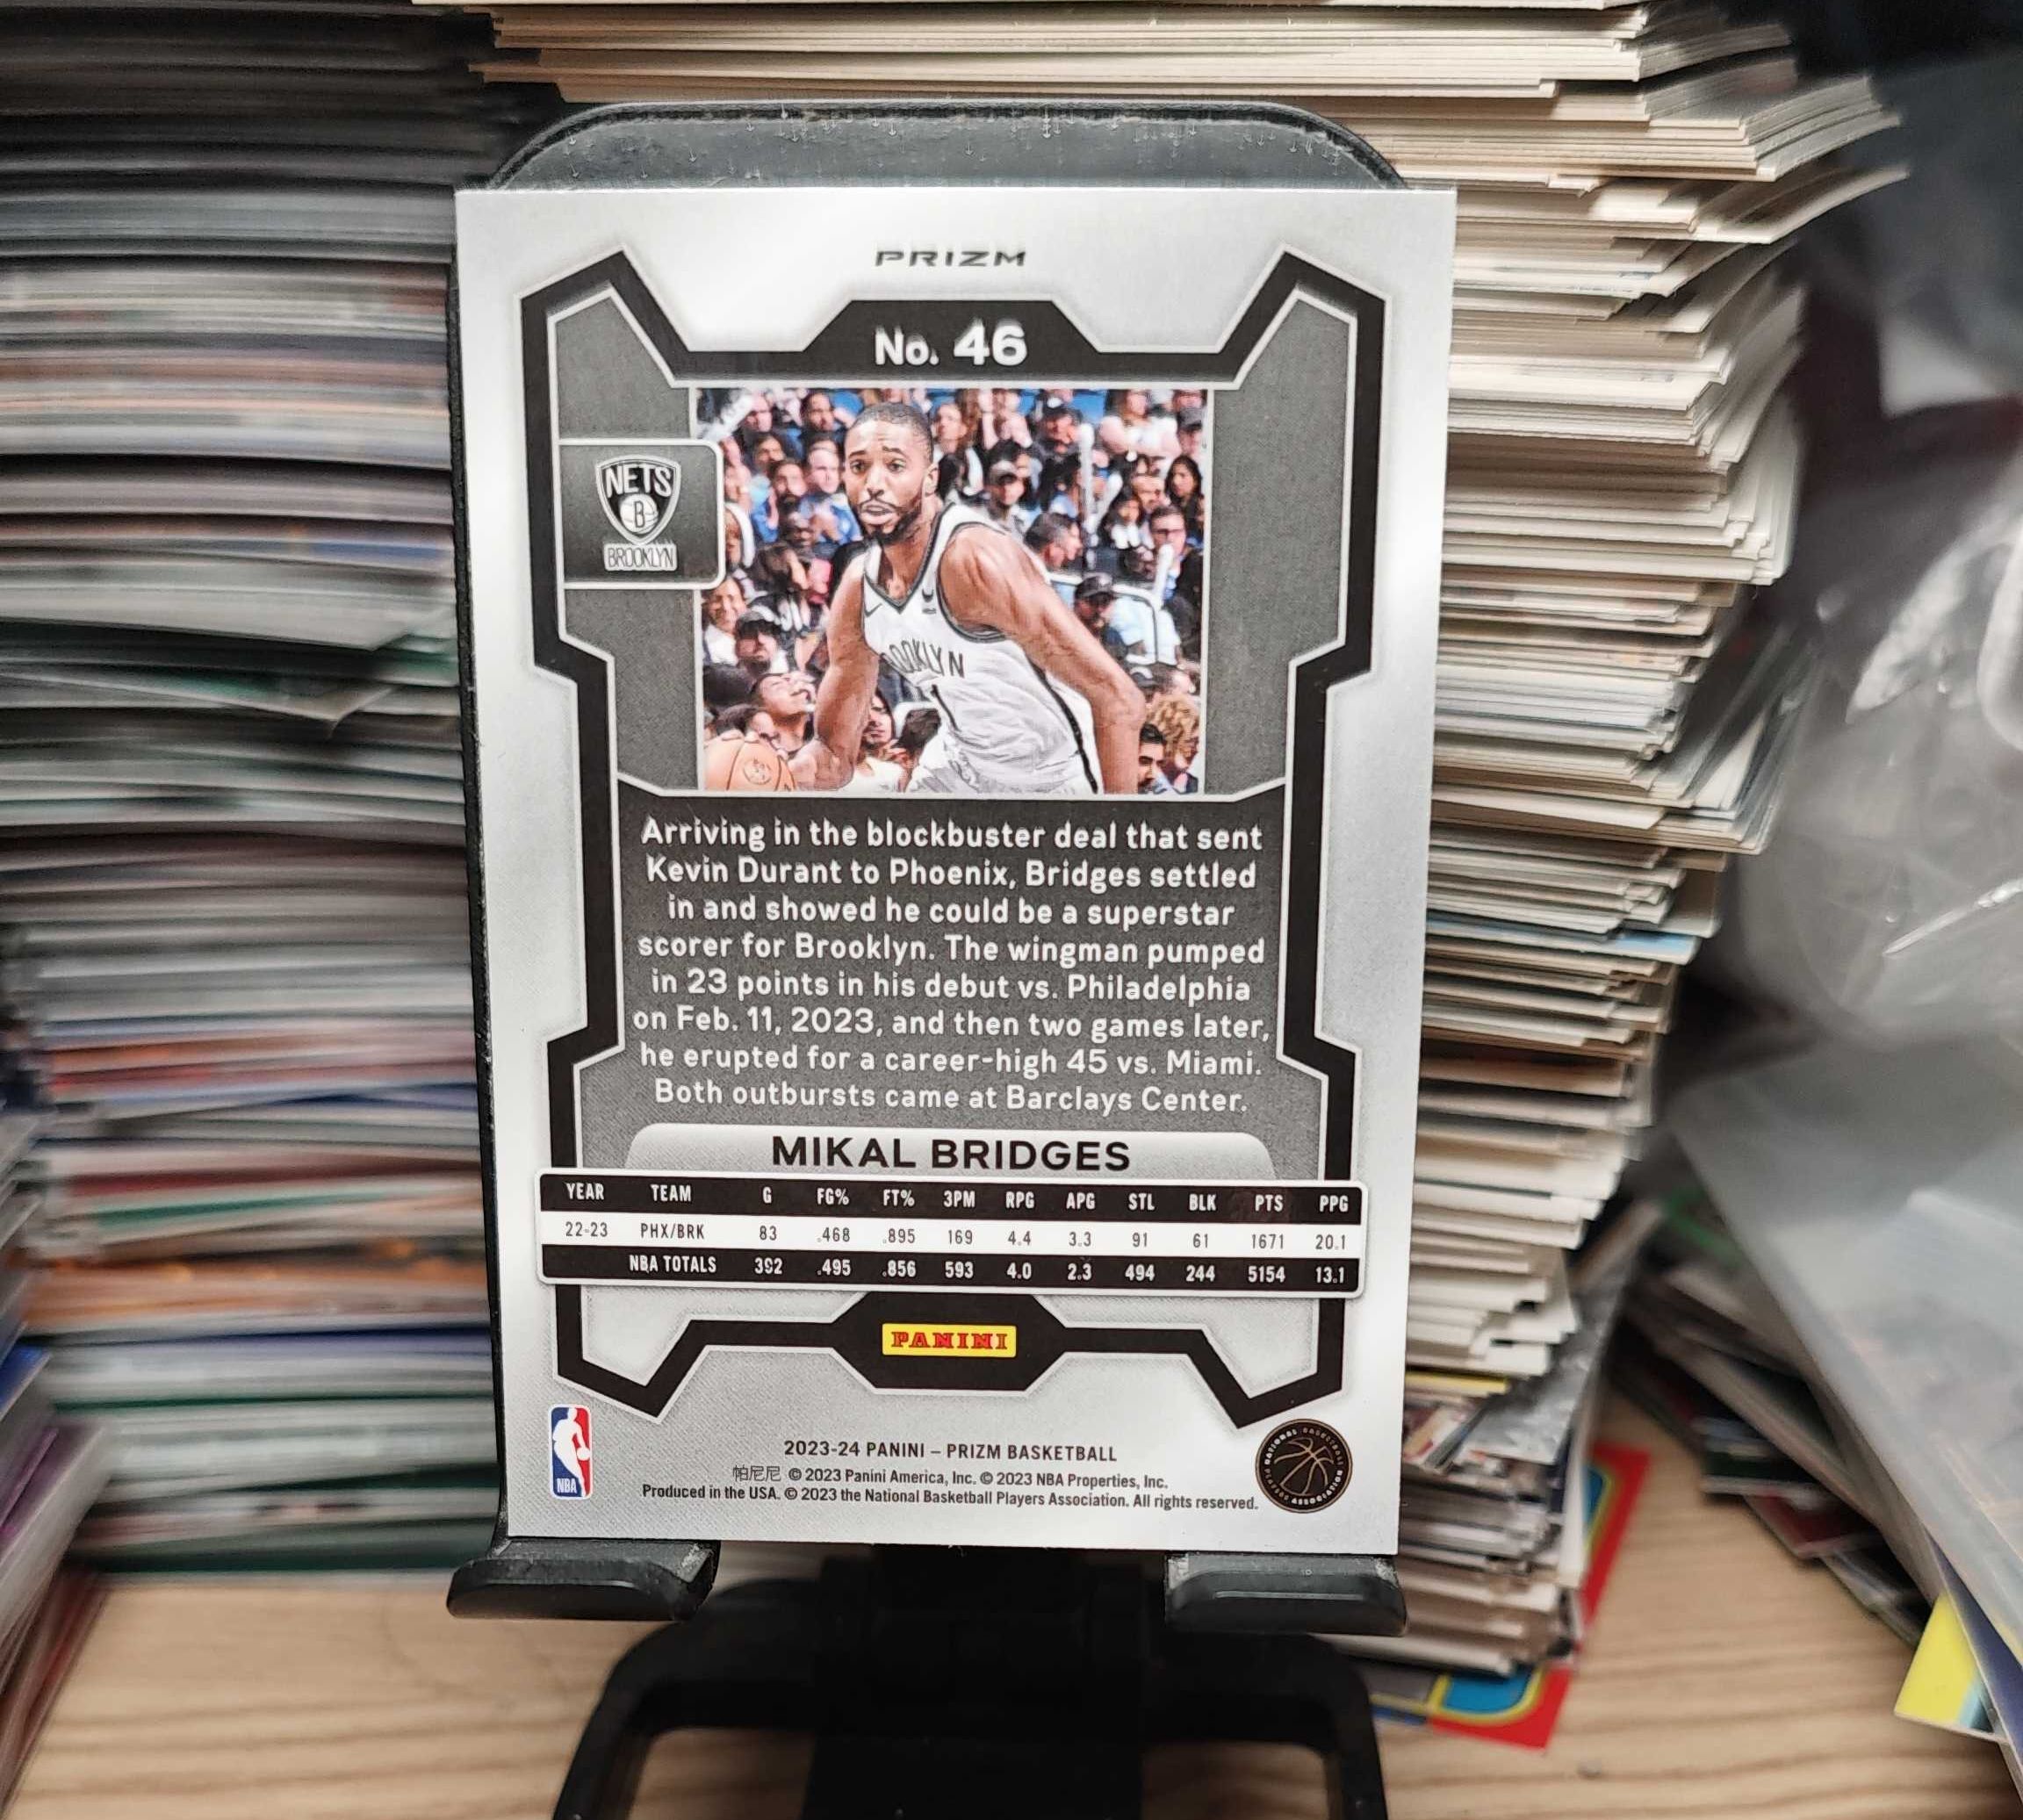 PRIZM
No. 46
NETS
B
BROOKLYN
OOKLYN
1
Arriving in the blockbuster deal that sent
Kevin Durant to Phoenix, Bridges settled
in and showed he could be a superstar
scorer for Brooklyn. The wingman pumped
in 23 points in his debut vs. Philadelphia
on Feb. 11, 2023, and then two games later,
he erupted for a career-high 45 vs. Miami.
Both outbursts came at Barclays Center.
MIKAL BRIDGES
YEAR TEAM G FG% FT% 3PM RPG APG STL BLK PTS PPG
22-23 PHX/BRK 83 .468 .895 169 4.4 3.3 91 61 1671 20.1
NBA TOTALS 392 .495 .856 593 4.0 2.3 494 244 5154 13.1
PANINI
2023-24 PANINI – PRIZM BASKETBALL
帕尼尼 © 2023 Panini America, Inc. © 2023 NBA Properties, Inc.
Produced in the USA. © 2023 the National Basketball Players Association. All rights reserved.
NBA
NATIONAL BASKETBALL PLAYERS ASSOCIATION